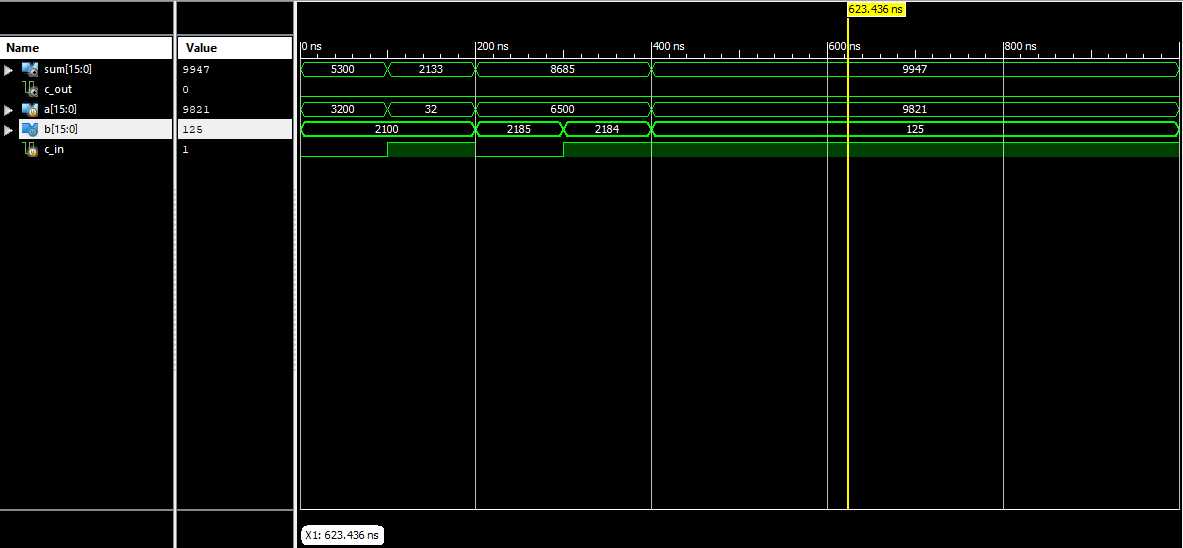 623.436 ns
Name Value 0 ns 200 ns 400 ns 600 ns 800 ns
sum[15:0] 9947 5300 2133 8685 9947
c_out 0
a[15:0] 9821 3200 32 6500 9821
b[15:0] 125 2100 2185 2184 125
c_in 1
X1: 623.436 ns